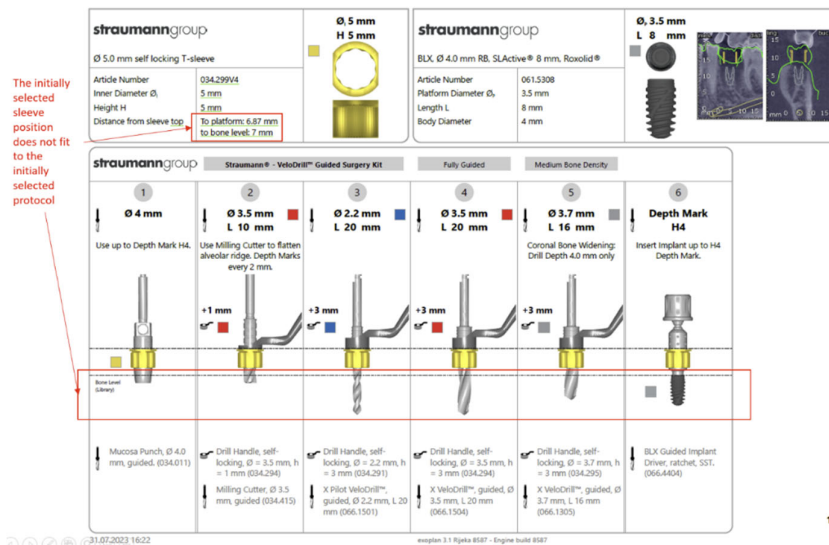 straumanngroup
Ø 5.0 mm self locking T-sleeve
Article Number 034.299V4
Inner Diameter Øᵢ 5 mm
Height H 5 mm
Distance from sleeve top To platform: 6.87 mm
to bone level: 7 mm
Øᵢ 5 mm
H 5 mm
straumanngroup
BLX, Ø 4.0 mm RB, SLActive® 8 mm, Roxolid®
Article Number 061.5308
Platform Diameter Øₚ 3.5 mm
Length L 8 mm
Body Diameter 4 mm
Øₚ 3.5 mm
L 8 mm
The initially
selected
sleeve
position
does not fit
to the
initially
selected
protocol
straumanngroup
Straumann® - VeloDrill™ Guided Surgery Kit
Fully Guided
Medium Bone Density
1
Ø 4 mm
Use up to Depth Mark H4.
2
Ø 3.5 mm
L 10 mm
Use Milling Cutter to flatten
alveolar ridge. Depth Marks
every 2 mm.
+1 mm
3
Ø 2.2 mm
L 20 mm
+3 mm
4
Ø 3.5 mm
L 20 mm
+3 mm
5
Ø 3.7 mm
L 16 mm
Coronal Bone Widening:
Drill Depth 4.0 mm only
+3 mm
6
Depth Mark
H4
Insert Implant up to H4
Depth Mark.
Bone Level
(Library)
Mucosa Punch, Ø 4.0
mm, guided. (034.011)
Drill Handle, self-
locking, Ø = 3.5 mm, h
= 1 mm (034.294)
Milling Cutter, Ø 3.5
mm, guided (034.415)
Drill Handle, self-
locking, Ø = 2.2 mm, h
= 3 mm (034.291)
X Pilot VeloDrill™,
guided, Ø 2.2 mm, L 20
mm (066.1501)
Drill Handle, self-
locking, Ø = 3.5 mm, h
= 3 mm (034.294)
X VeloDrill™, guided, Ø
3.5 mm, L 20 mm
(066.1504)
Drill Handle, self-
locking, Ø = 3.7 mm, h
= 3 mm (034.295)
X VeloDrill™, guided, Ø
3.7 mm, L 16 mm
(066.1305)
BLX Guided Implant
Driver, ratchet, SST.
(066.4404)
31.07.2023 16:22
exoplan 3.1 Rijeka 8587 - Engine build 8587